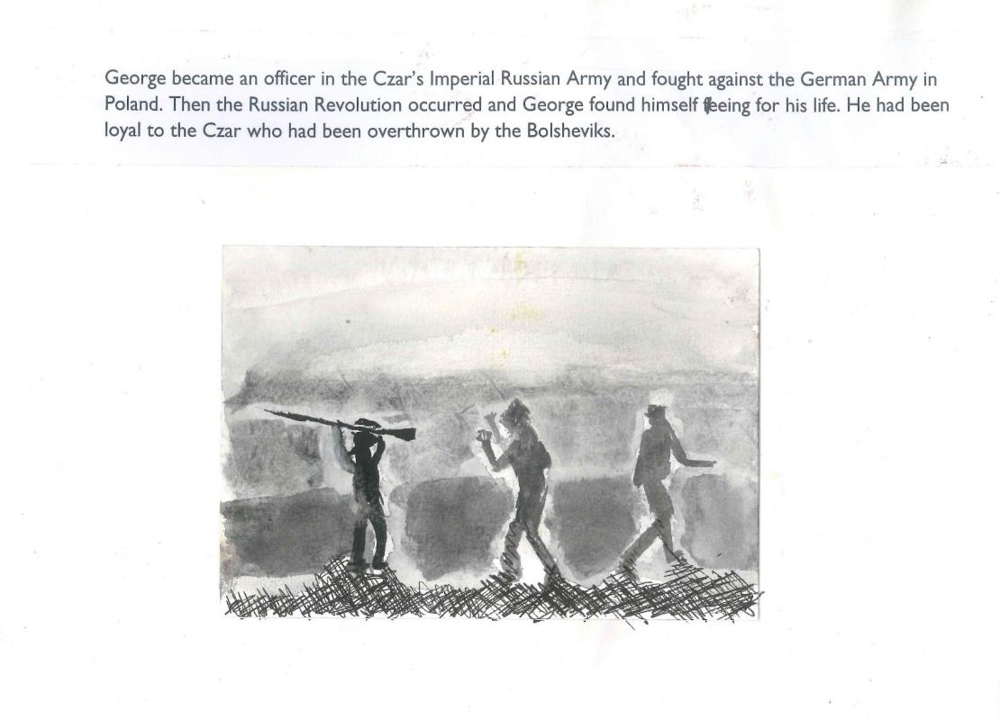 George became an officer in the Czar's Imperial Russian Army and fought against the German Army in
Poland. Then the Russian Revolution occurred and George found himself fleeing for his life. He had been
loyal to the Czar who had been overthrown by the Bolsheviks.